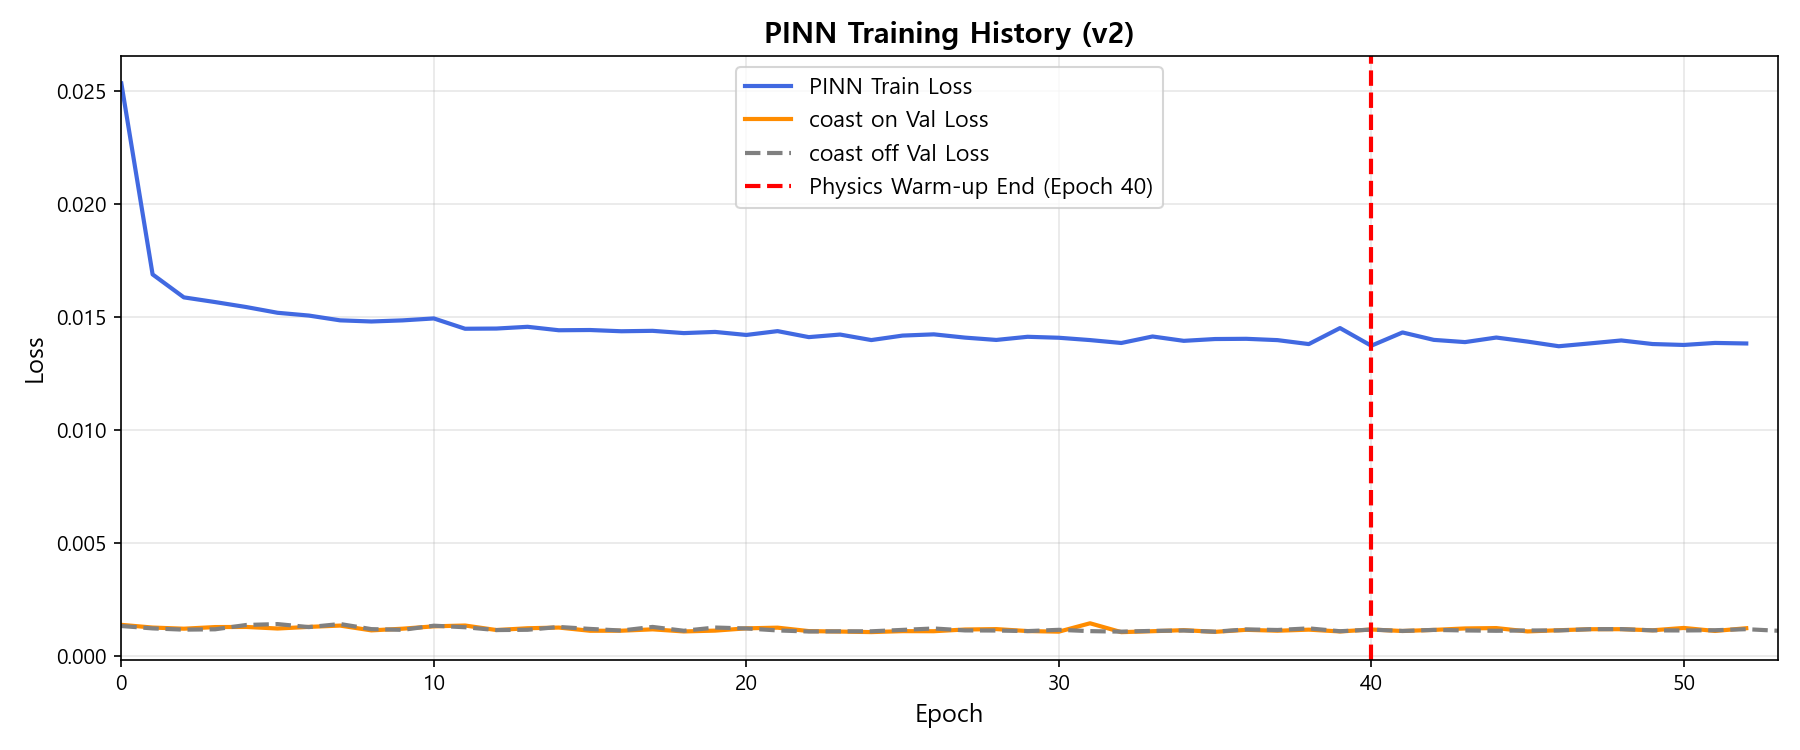 PINN Training History (v2)
PINN Train Loss
coast on Val Loss
coast off Val Loss
Physics Warm-up End (Epoch 40)
Loss
0.025
0.020
0.015
0.010
0.005
0.000
0 10 20 30 40 50
Epoch